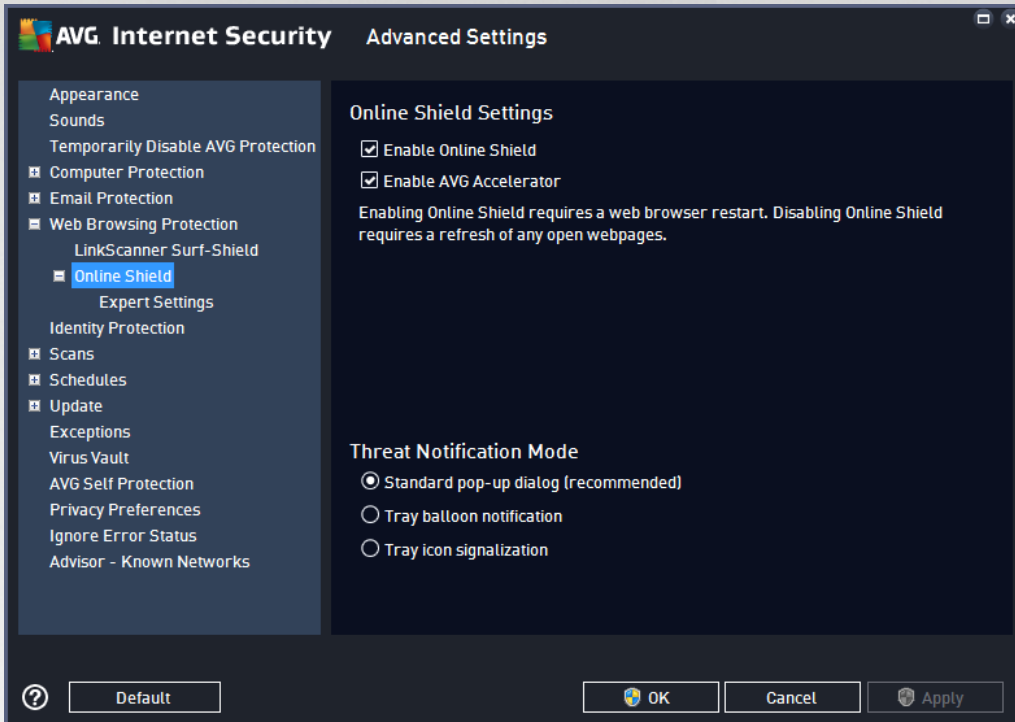 AVG. Internet Security Advanced Settings
Appearance
Sounds
Temporarily Disable AVG Protection
Computer Protection
Email Protection
Web Browsing Protection
LinkScanner Surf-Shield
Online Shield
Expert Settings
Identity Protection
Scans
Schedules
Update
Exceptions
Virus Vault
AVG Self Protection
Privacy Preferences
Ignore Error Status
Advisor - Known Networks
Online Shield Settings
Enable Online Shield
Enable AVG Accelerator
Enabling Online Shield requires a web browser restart. Disabling Online Shield
requires a refresh of any open webpages.
Threat Notification Mode
Standard pop-up dialog (recommended)
Tray balloon notification
Tray icon signalization
? Default OK Cancel Apply